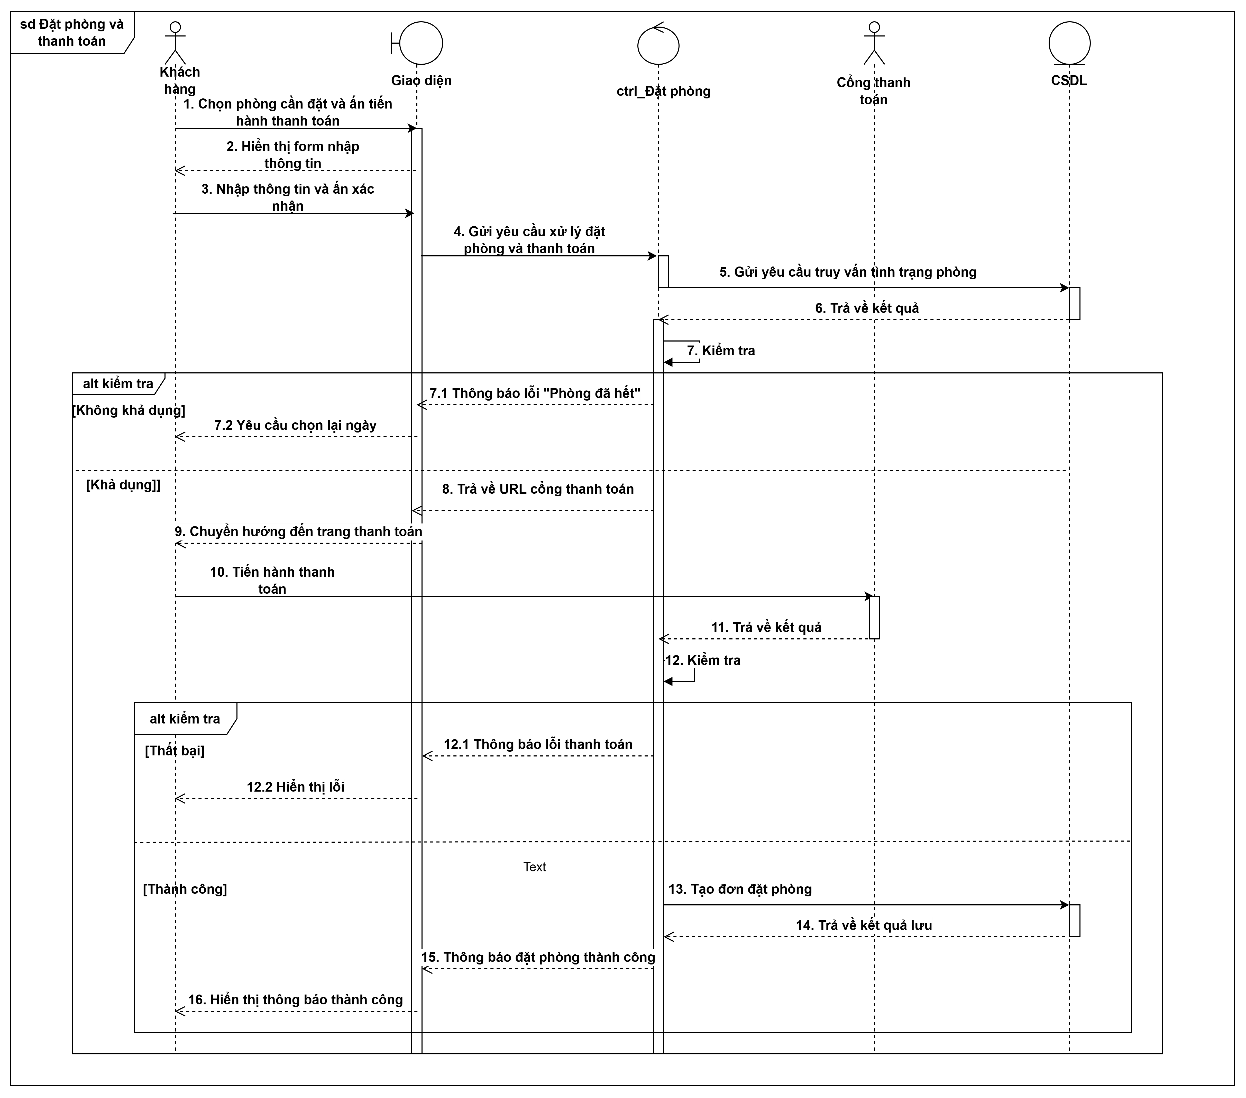 sd Đặt phòng và
thanh toán
Khách
hàng
Giao diện
ctrl_Đặt phòng
Cổng thanh
toán
CSDL
1. Chọn phòng cần đặt và ấn tiến
hành thanh toán
2. Hiển thị form nhập
thông tin
3. Nhập thông tin và ấn xác
nhận
4. Gửi yêu cầu xử lý đặt
phòng và thanh toán
5. Gửi yêu cầu truy vấn tình trạng phòng
6. Trả về kết quả
7. Kiểm tra
alt kiểm tra
[Không khả dụng]
7.1 Thông báo lỗi "Phòng đã hết"
7.2 Yêu cầu chọn lại ngày
[Khả dụng]]
8. Trả về URL cổng thanh toán
9. Chuyển hướng đến trang thanh toán
10. Tiến hành thanh
toán
11. Trả về kết quả
12. Kiểm tra
alt kiểm tra
[Thất bại]
12.1 Thông báo lỗi thanh toán
12.2 Hiển thị lỗi
Text
[Thành công]
13. Tạo đơn đặt phòng
14. Trả về kết quả lưu
15. Thông báo đặt phòng thành công
16. Hiển thị thông báo thành công